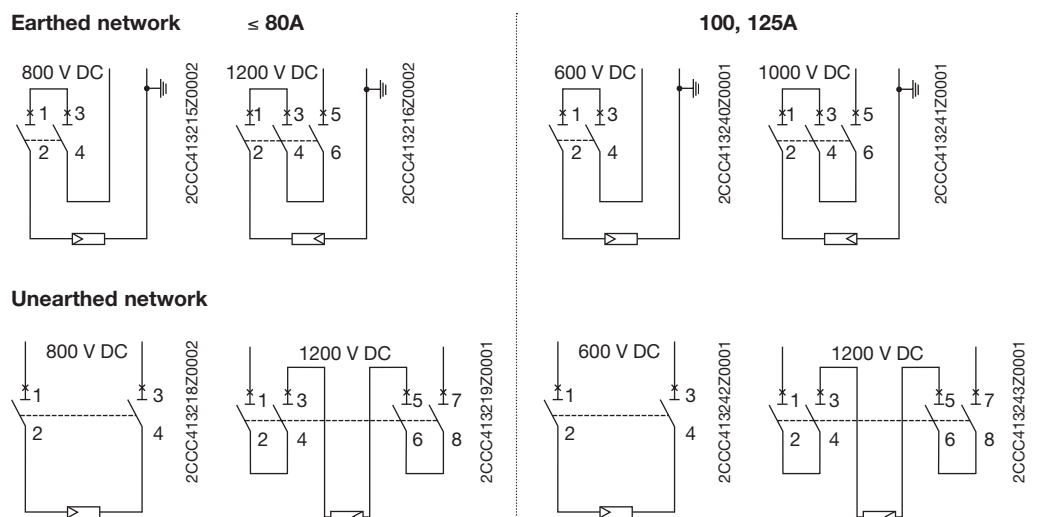 Earthed network ≤ 80A 100, 125A
800 V DC
1 3
2 4
2CCC413215Z0002
1200 V DC
1 3 5
2 4 6
2CCC413216Z0002
600 V DC
1 3
2 4
2CCC413240Z0001
1000 V DC
1 3 5
2 4 6
2CCC413241Z0001
Unearthed network
800 V DC
1 3
2 4
2CCC413218Z0002
1200 V DC
1 3 5 7
2 4 6 8
2CCC413219Z0001
600 V DC
1 3
2 4
2CCC413242Z0001
1200 V DC
1 3 5 7
2 4 6 8
2CCC413243Z0001